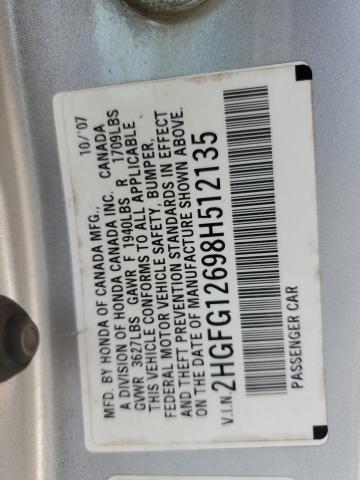 MFD. BY HONDA OF CANADA MFG., 10/'07
A DIVISION OF HONDA CANADA INC. CANADA
GVWR 3627LBS GAWR F 1940LBS R 1709LBS
THIS VEHICLE CONFORMS TO ALL APPLICABLE
FEDERAL MOTOR VEHICLE SAFETY, BUMPER,
AND THEFT PREVENTION STANDARDS IN EFFECT
ON THE DATE OF MANUFACTURE SHOWN ABOVE.
V.I.N. 2HGFG12698H512135
PASSENGER CAR